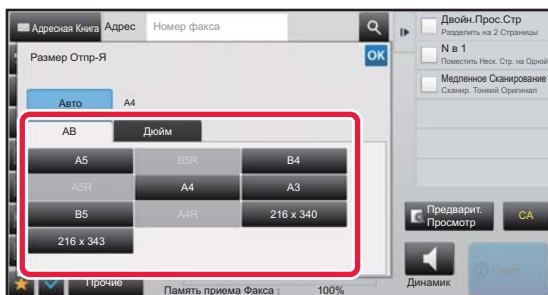 Адресная Книга
Адрес
Номер факса
Размер Отпр-Я
OK
Авто
A4
AB
Дюйм
A5
B5R
B4
A5R
A4
A3
B5
A4R
216 x 340
216 x 343
Прочие
Память приема Факса :
100%
Двойн.Прос.Стр
Разделить на 2 Страницы
N в 1
Поместить Неск. Стр. на Одной
Медленное Сканирование
Сканир. Тонкий Оригинал
Предварит.
Просмотр
CA
Динамик
Старт